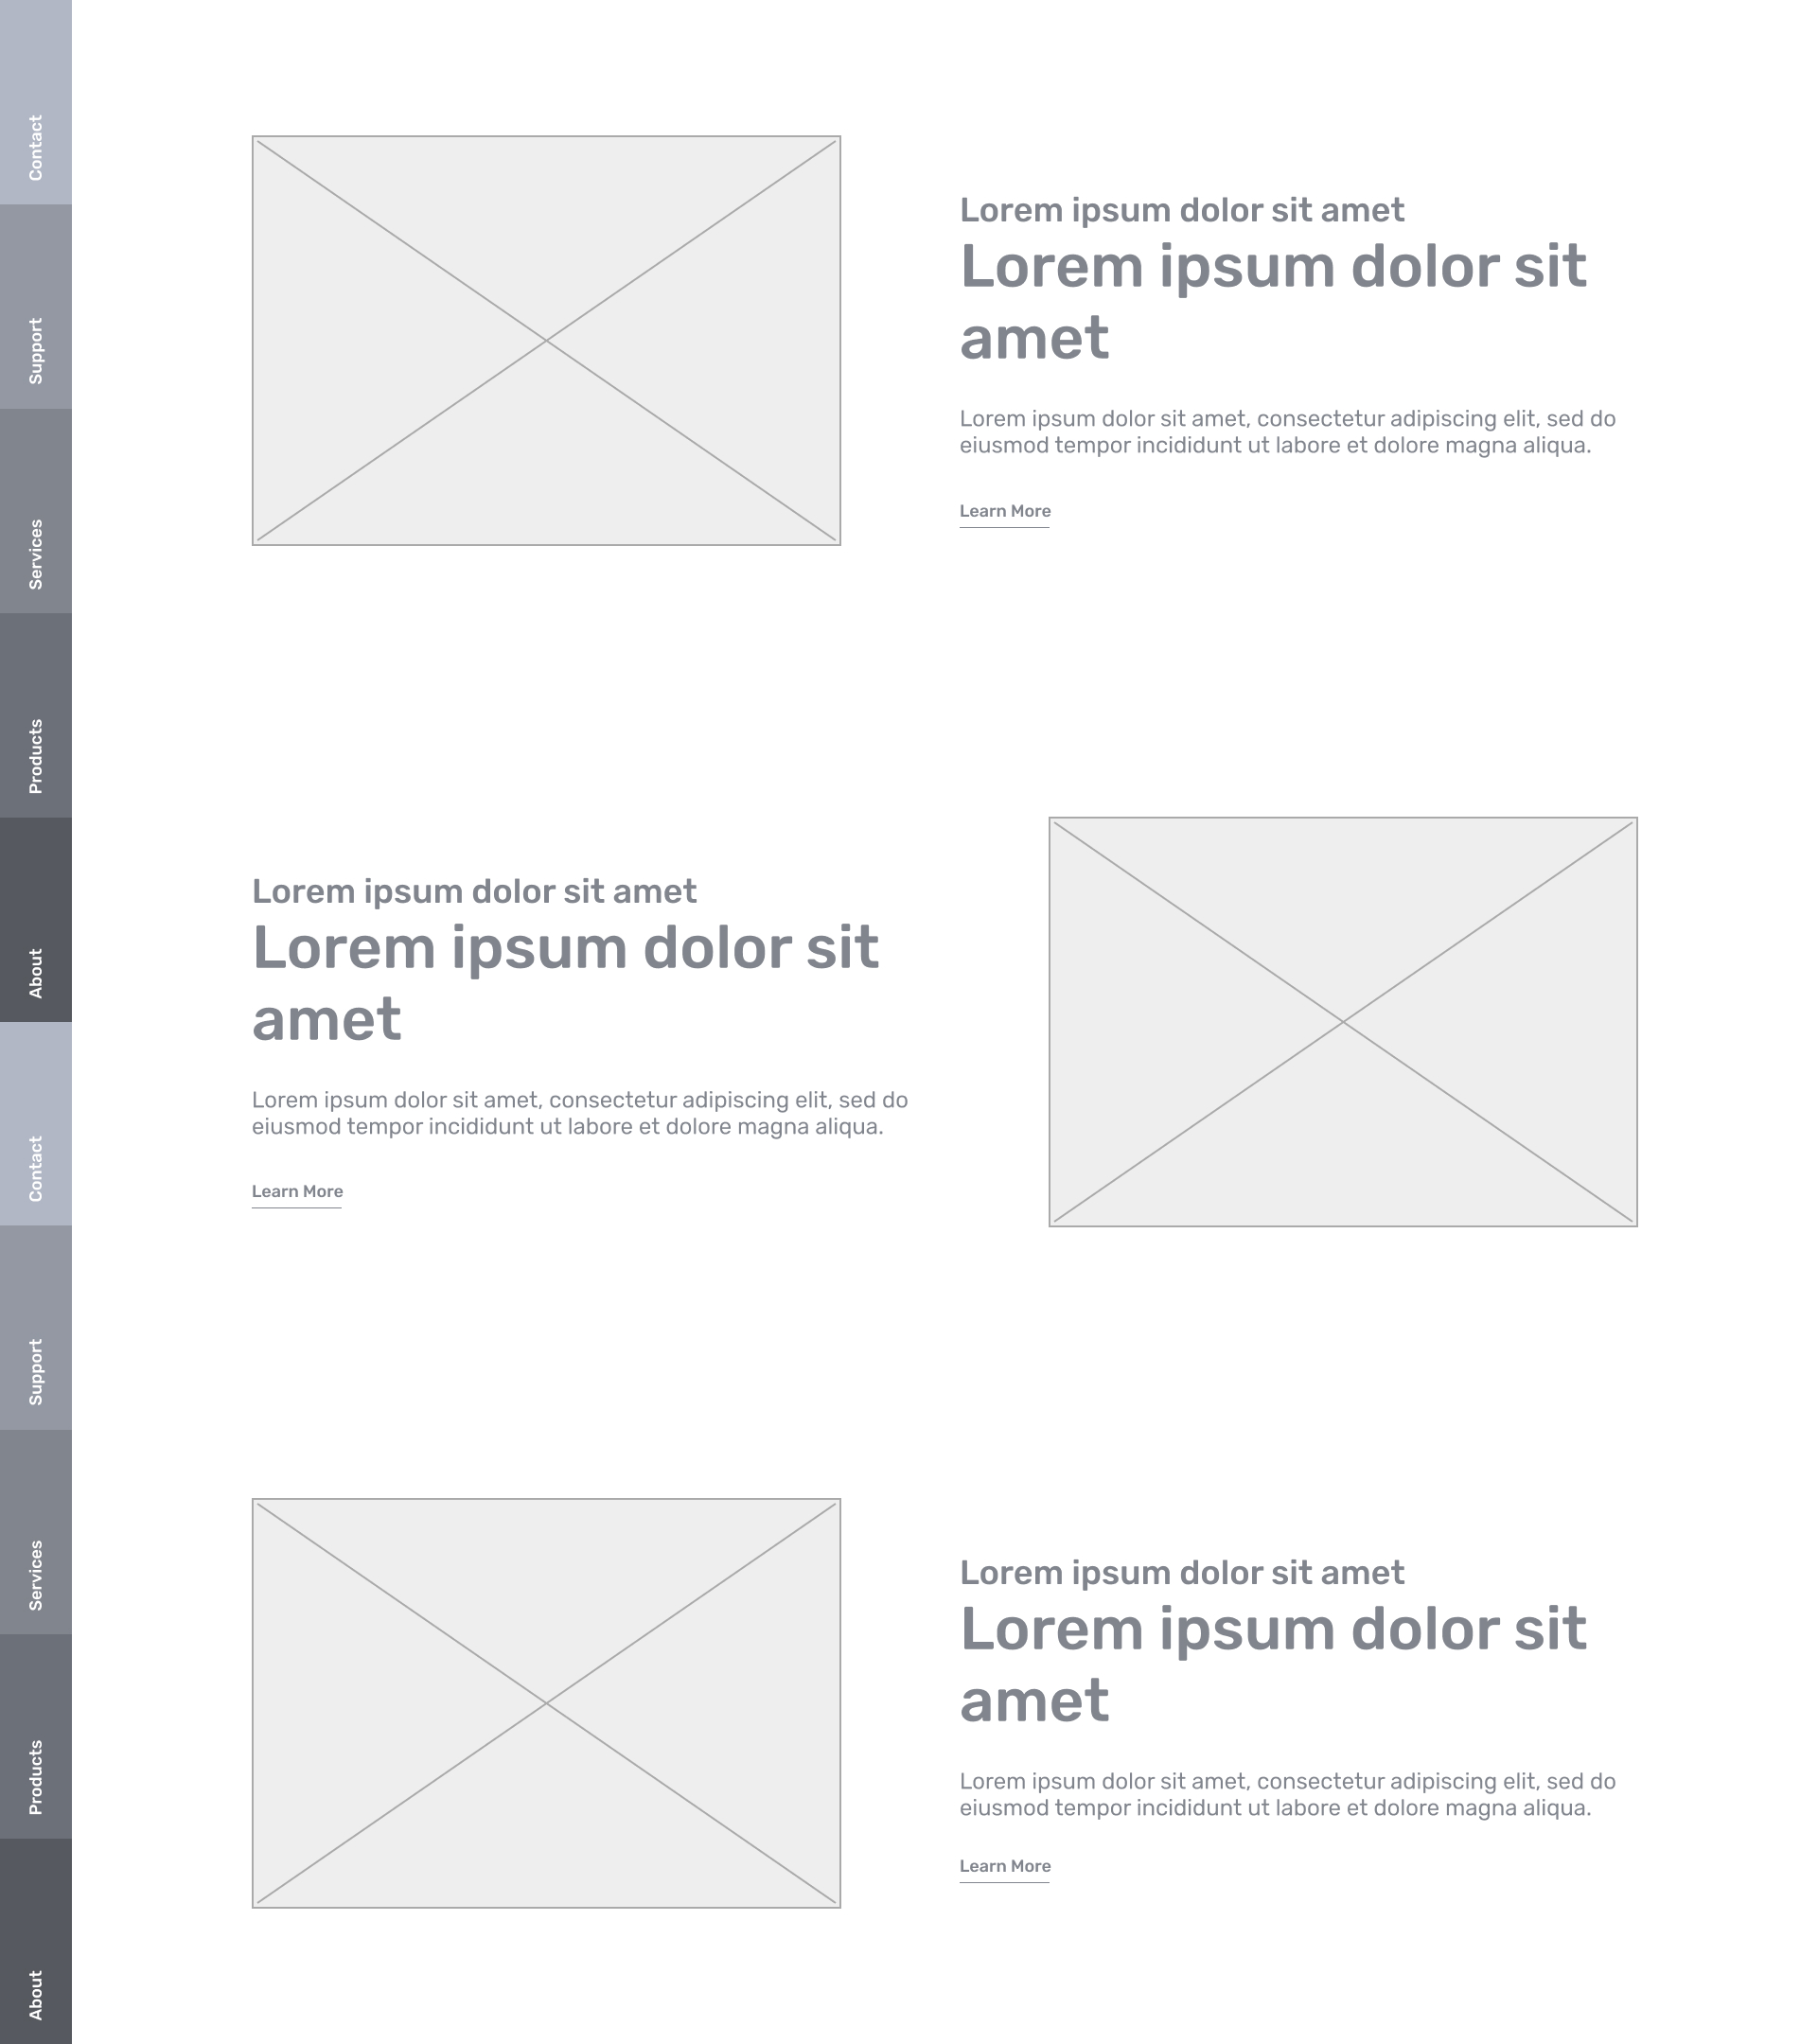 Contact
Support
Services
Products
About
Contact
Support
Services
Products
About
Lorem ipsum dolor sit amet
Lorem ipsum dolor sit
amet
Lorem ipsum dolor sit amet, consectetur adipiscing elit, sed do
eiusmod tempor incididunt ut labore et dolore magna aliqua.
Learn More
Lorem ipsum dolor sit amet
Lorem ipsum dolor sit
amet
Lorem ipsum dolor sit amet, consectetur adipiscing elit, sed do
eiusmod tempor incididunt ut labore et dolore magna aliqua.
Learn More
Lorem ipsum dolor sit amet
Lorem ipsum dolor sit
amet
Lorem ipsum dolor sit amet, consectetur adipiscing elit, sed do
eiusmod tempor incididunt ut labore et dolore magna aliqua.
Learn More